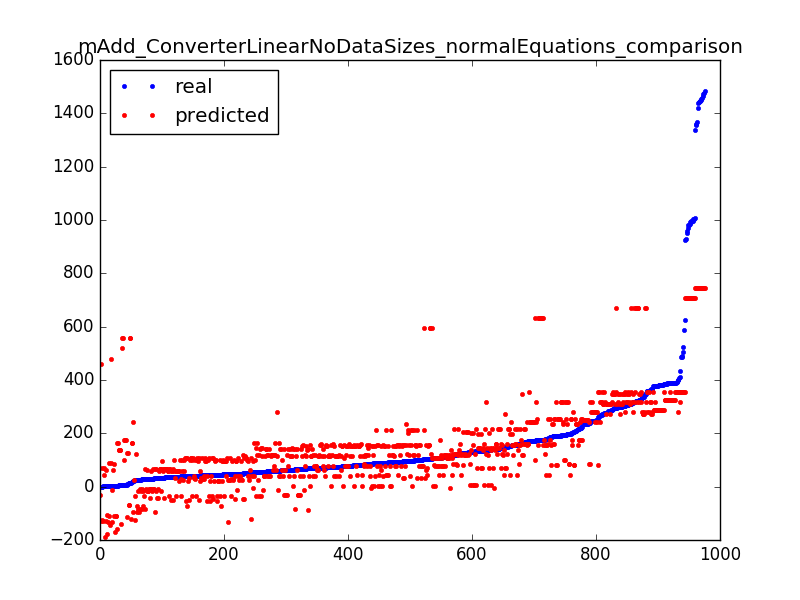 mAdd_ConverterLinearNoDataSizes_normalEquations_comparison
1600
real
predicted
1400
1200
1000
800
600
400
200
0
−200
0 200 400 600 800 1000